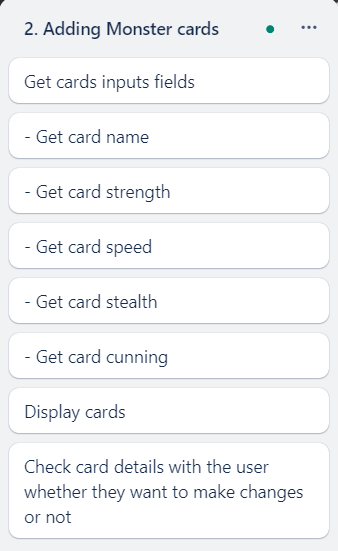 2. Adding Monster cards
Get cards inputs fields
- Get card name
- Get card strength
- Get card speed
- Get card stealth
- Get card cunning
Display cards
Check card details with the user
whether they want to make changes
or not